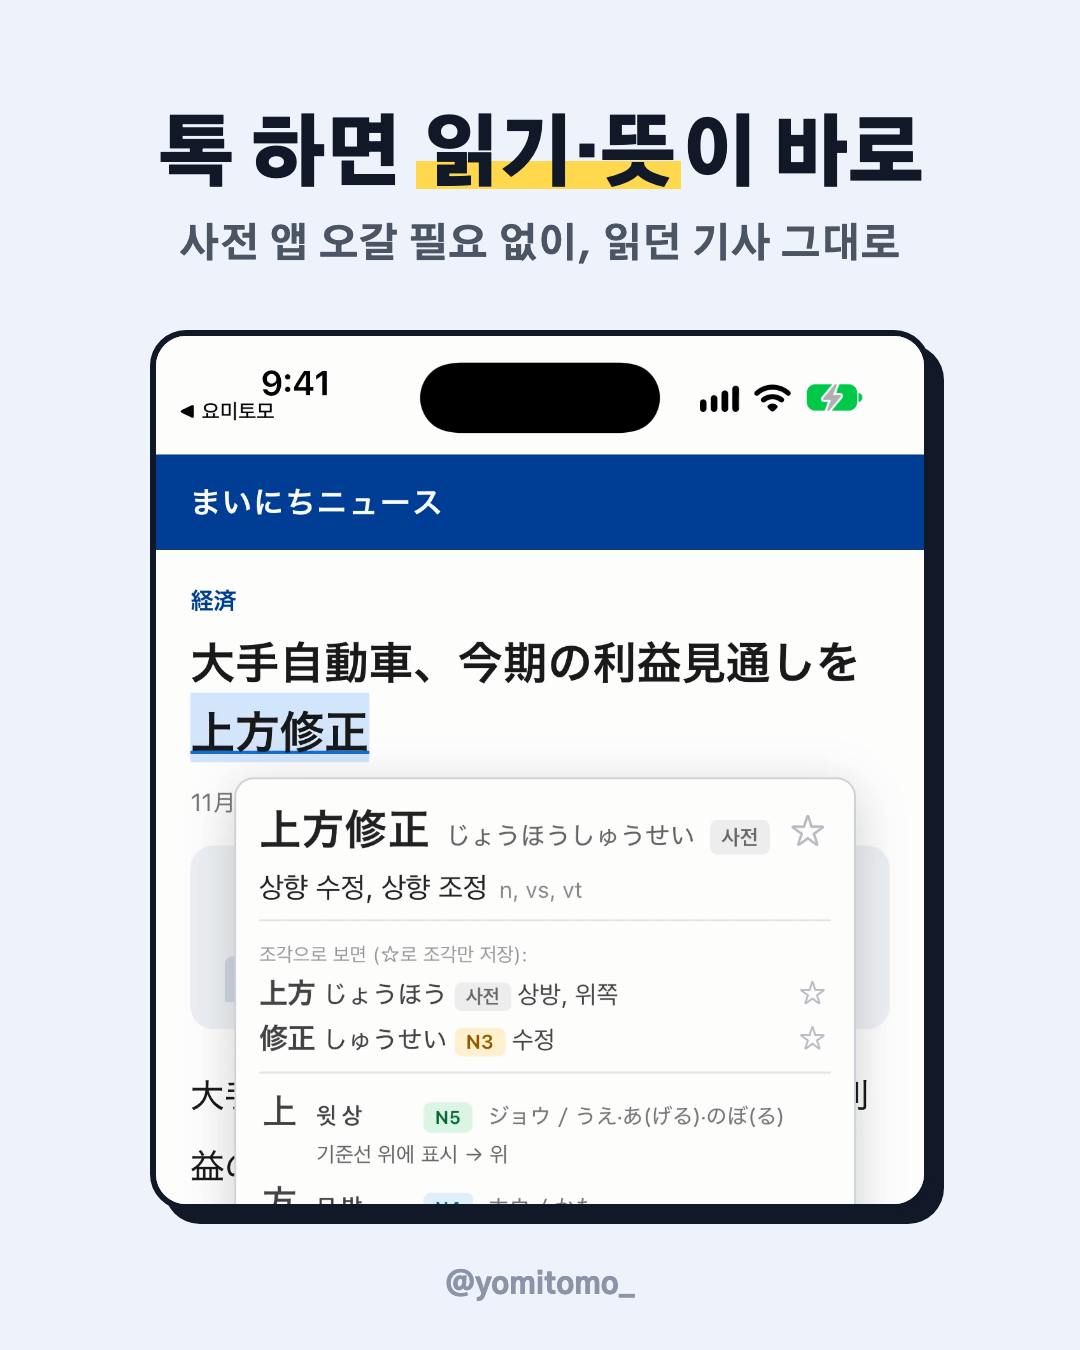 톡 하면 읽기·뜻이 바로
사전 앱 오갈 필요 없이, 읽던 기사 그대로
9:41
◀ 요미토모
まいにちニュース
経済
大手自動車、今期の利益見通しを
上方修正
11月
上方修正 じょうほうしゅうせい 사전 ☆
상향 수정, 상향 조정 n, vs, vt
조각으로 보면 (☆로 조각만 저장):
上方 じょうほう 사전 상방, 위쪽 ☆
修正 しゅうせい N3 수정 ☆
上 윗 상 N5 ジョウ / うえ·あ(げる)·のぼ(る)
기준선 위에 표시 → 위
大
益
方
@yomitomo_